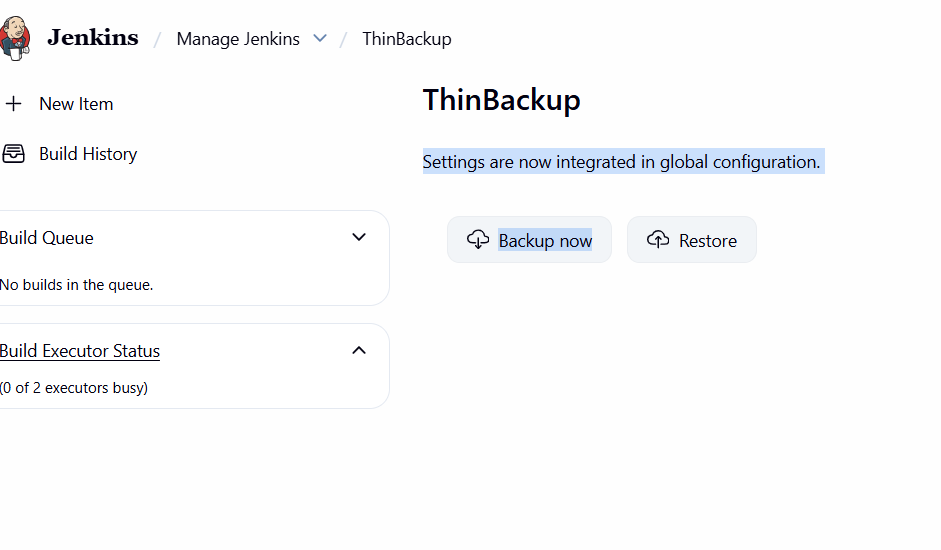 Jenkins / Manage Jenkins / ThinBackup
New Item
Build History
Build Queue
No builds in the queue.
Build Executor Status
(0 of 2 executors busy)
ThinBackup
Settings are now integrated in global configuration.
Backup now
Restore